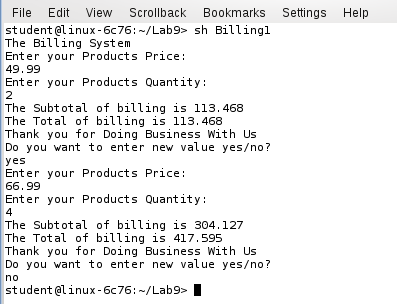 File Edit View Scrollback Bookmarks Settings Help
student@linux-6c76:~/Lab9> sh Billing1
The Billing System
Enter your Products Price:
49.99
Enter your Products Quantity:
2
The Subtotal of billing is 113.468
The Total of billing is 113.468
Thank you for Doing Business With Us
Do you want to enter new value yes/no?
yes
Enter your Products Price:
66.99
Enter your Products Quantity:
4
The Subtotal of billing is 304.127
The Total of billing is 417.595
Thank you for Doing Business With Us
Do you want to enter new value yes/no?
no
student@linux-6c76:~/Lab9>